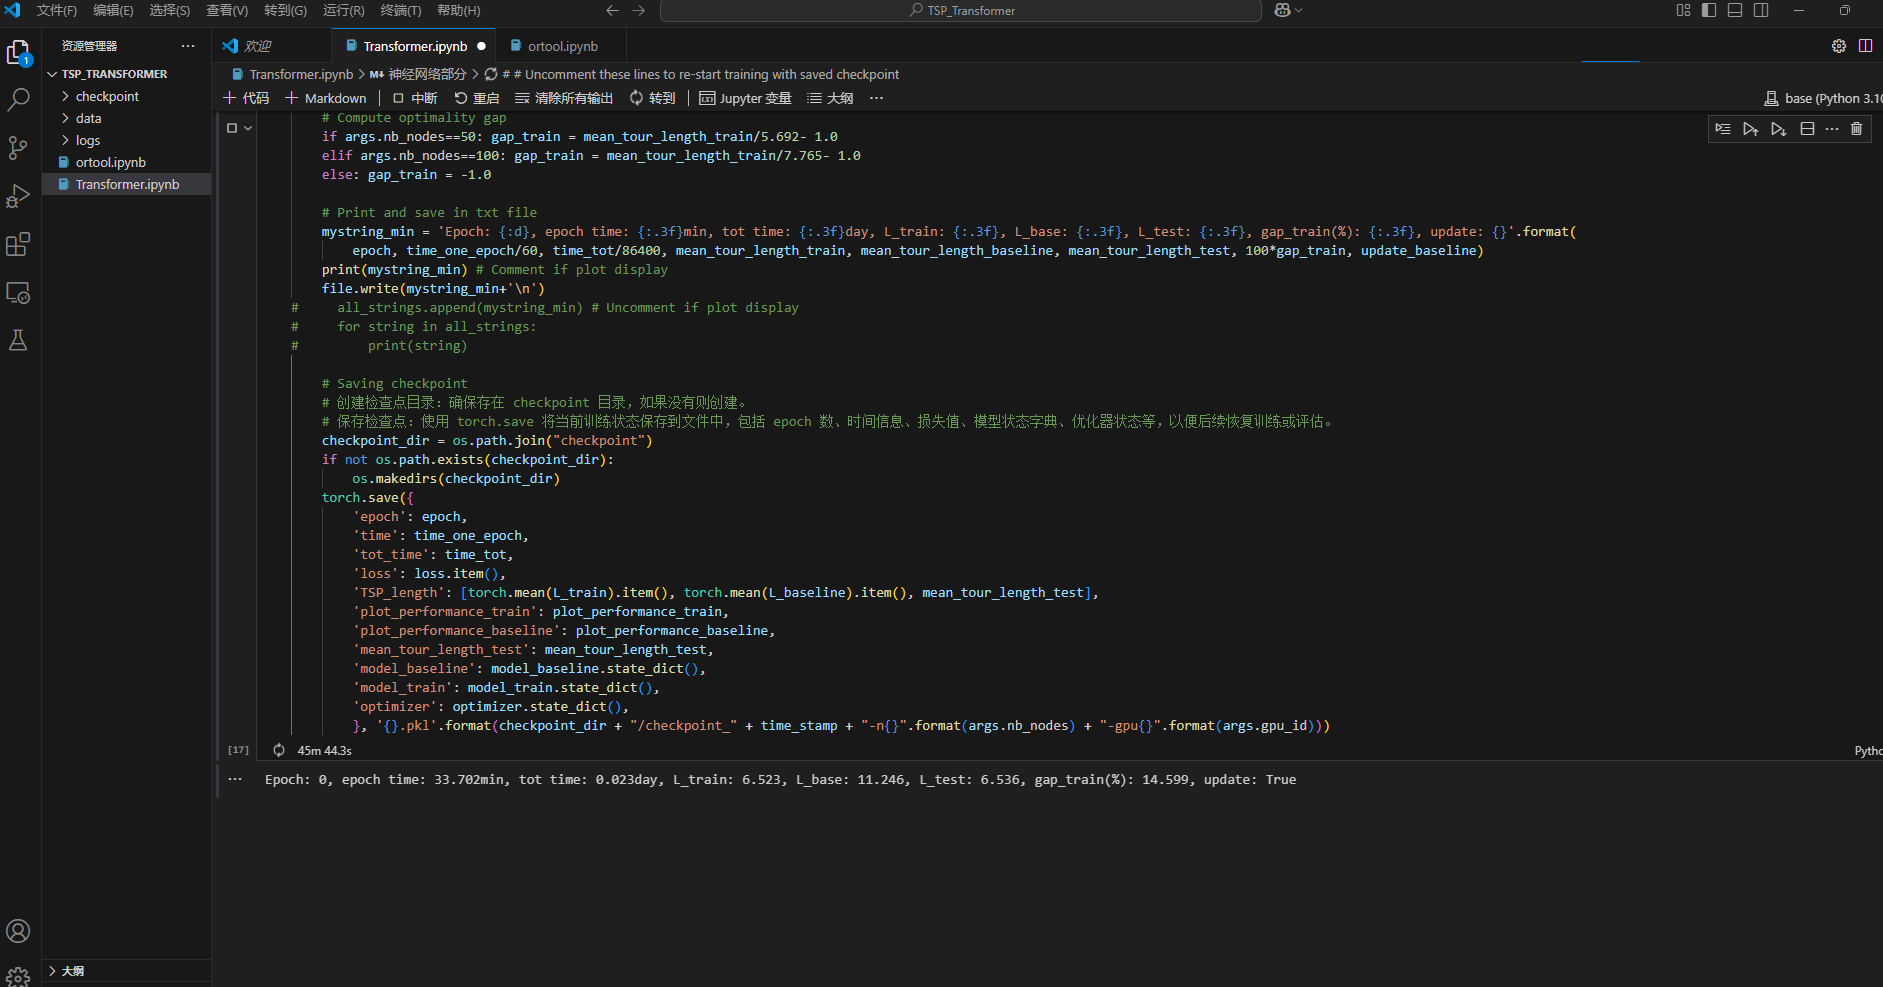 文件(F) 编辑(E) 选择(S) 查看(V) 转到(G) 运行(R) 终端(T) 帮助(H) TSP_Transformer
资源管理器
欢迎 Transformer.ipynb ortool.ipynb
1
TSP_TRANSFORMER
checkpoint
data
logs
ortool.ipynb
Transformer.ipynb
大纲
Transformer.ipynb > M↓ 神经网络部分 > # # Uncomment these lines to re-start training with saved checkpoint
代码 Markdown 中断 重启 清除所有输出 转到 Jupyter 变量 大纲 base (Python 3.10
# Compute optimality gap
if args.nb_nodes==50: gap_train = mean_tour_length_train/5.692- 1.0
elif args.nb_nodes==100: gap_train = mean_tour_length_train/7.765- 1.0
else: gap_train = -1.0
# Print and save in txt file
mystring_min = 'Epoch: {:d}, epoch time: {:.3f}min, tot time: {:.3f}day, L_train: {:.3f}, L_base: {:.3f}, L_test: {:.3f}, gap_train(%): {:.3f}, update: {}'.format(
epoch, time_one_epoch/60, time_tot/86400, mean_tour_length_train, mean_tour_length_baseline, mean_tour_length_test, 100*gap_train, update_baseline)
print(mystring_min) # Comment if plot display
file.write(mystring_min+'\n')
# all_strings.append(mystring_min) # Uncomment if plot display
# for string in all_strings:
# print(string)
# Saving checkpoint
# 创建检查点目录：确保存在 checkpoint 目录，如果没有则创建。
# 保存检查点：使用 torch.save 将当前训练状态保存到文件中，包括 epoch 数、时间信息、损失值、模型状态字典、优化器状态等，以便后续恢复训练或评估。
checkpoint_dir = os.path.join("checkpoint")
if not os.path.exists(checkpoint_dir):
os.makedirs(checkpoint_dir)
torch.save({
'epoch': epoch,
'time': time_one_epoch,
'tot_time': time_tot,
'loss': loss.item(),
'TSP_length': [torch.mean(L_train).item(), torch.mean(L_baseline).item(), mean_tour_length_test],
'plot_performance_train': plot_performance_train,
'plot_performance_baseline': plot_performance_baseline,
'mean_tour_length_test': mean_tour_length_test,
'model_baseline': model_baseline.state_dict(),
'model_train': model_train.state_dict(),
'optimizer': optimizer.state_dict(),
}, '{}.pkl'.format(checkpoint_dir + "/checkpoint_" + time_stamp + "-n{}".format(args.nb_nodes) + "-gpu{}".format(args.gpu_id)))
[17] 45m 44.3s Pytho
Epoch: 0, epoch time: 33.702min, tot time: 0.023day, L_train: 6.523, L_base: 11.246, L_test: 6.536, gap_train(%): 14.599, update: True